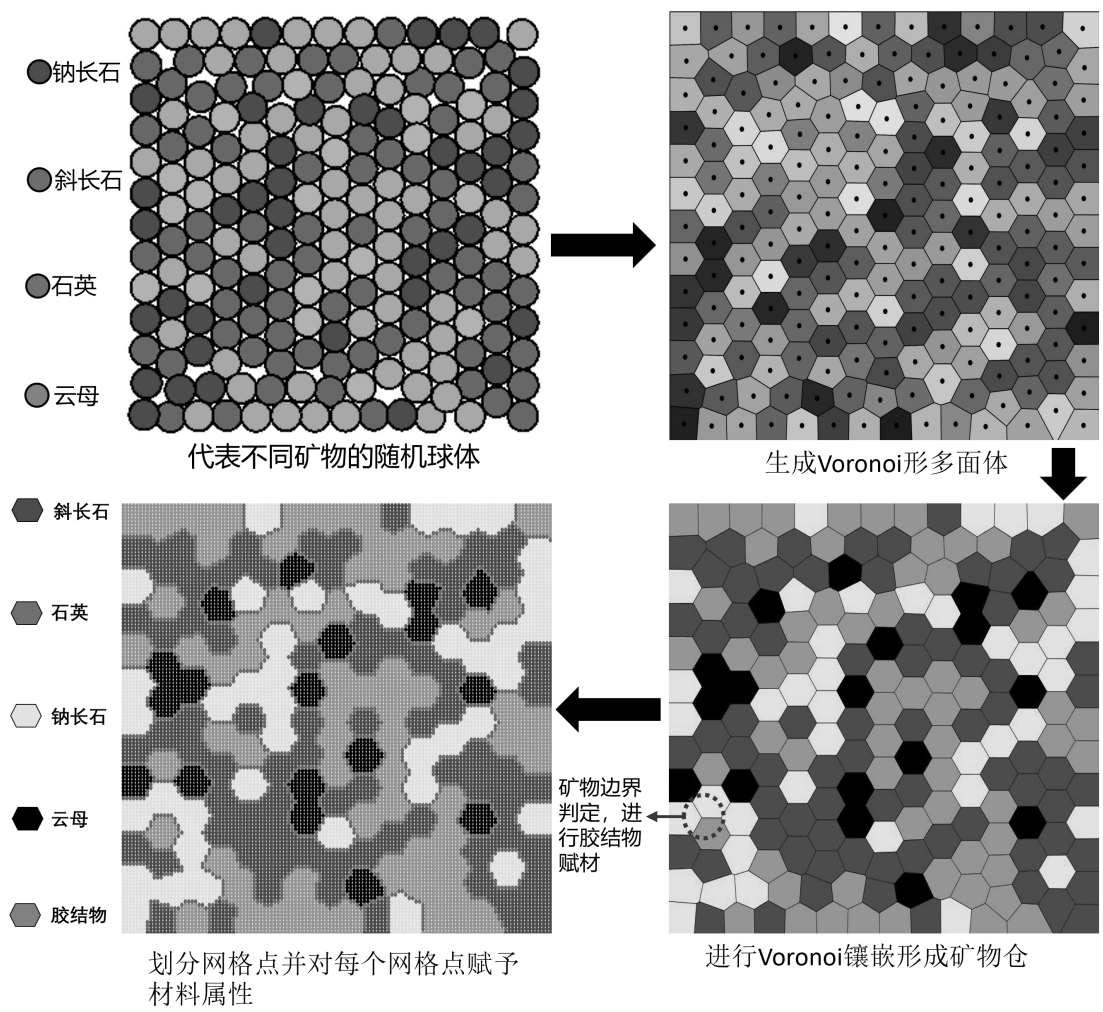 钠长石
斜长石
石英
云母
代表不同矿物的随机球体
生成Voronoi形多面体
斜长石
石英
钠长石
云母
胶结物
矿物边界
判定，进
行胶结物
赋材
划分网格点并对每个网格点赋予
材料属性
进行Voronoi镶嵌形成矿物仓